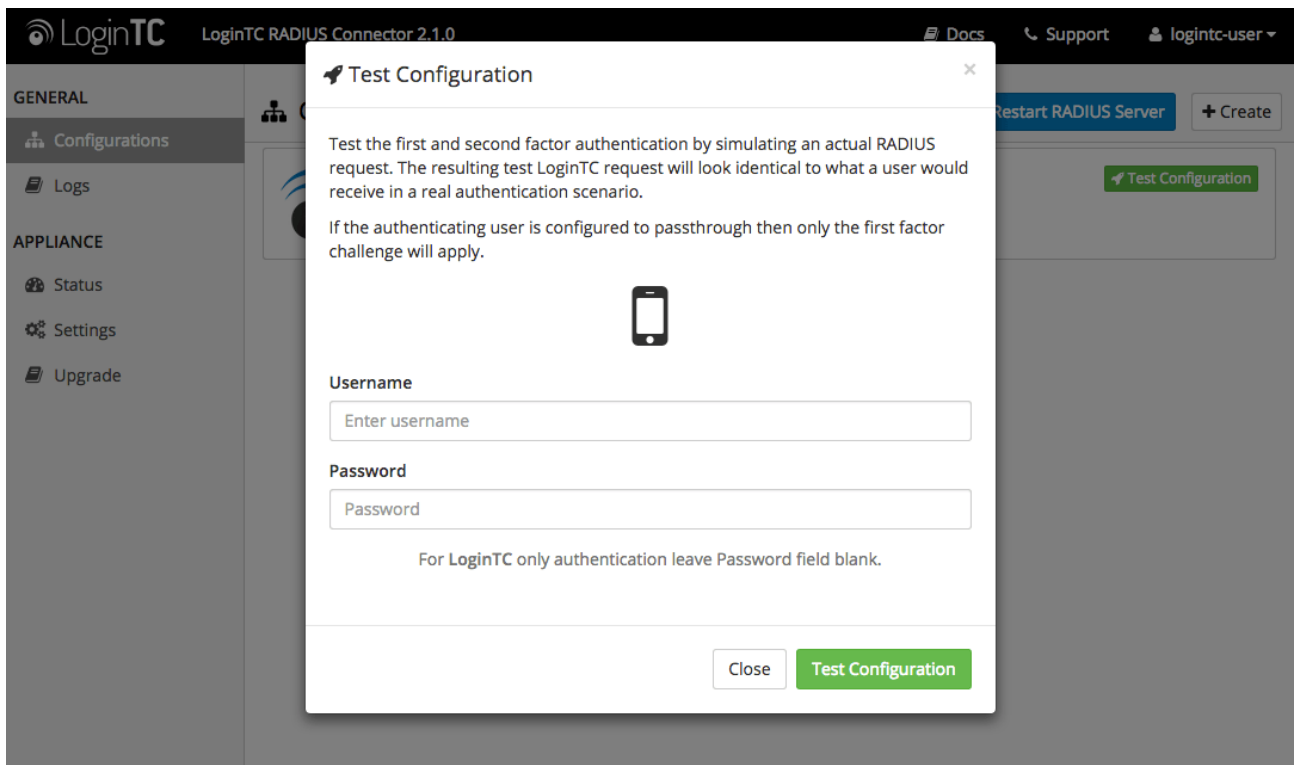 LoginTC LoginTC RADIUS Connector 2.1.0 Docs Support logintc-user
GENERAL
Configurations
Logs
APPLIANCE
Status
Settings
Upgrade
Restart RADIUS Server + Create
Test Configuration
Test Configuration ×
Test the first and second factor authentication by simulating an actual RADIUS
request. The resulting test LoginTC request will look identical to what a user would
receive in a real authentication scenario.
If the authenticating user is configured to passthrough then only the first factor
challenge will apply.
Username
Enter username
Password
Password
For LoginTC only authentication leave Password field blank.
Close Test Configuration